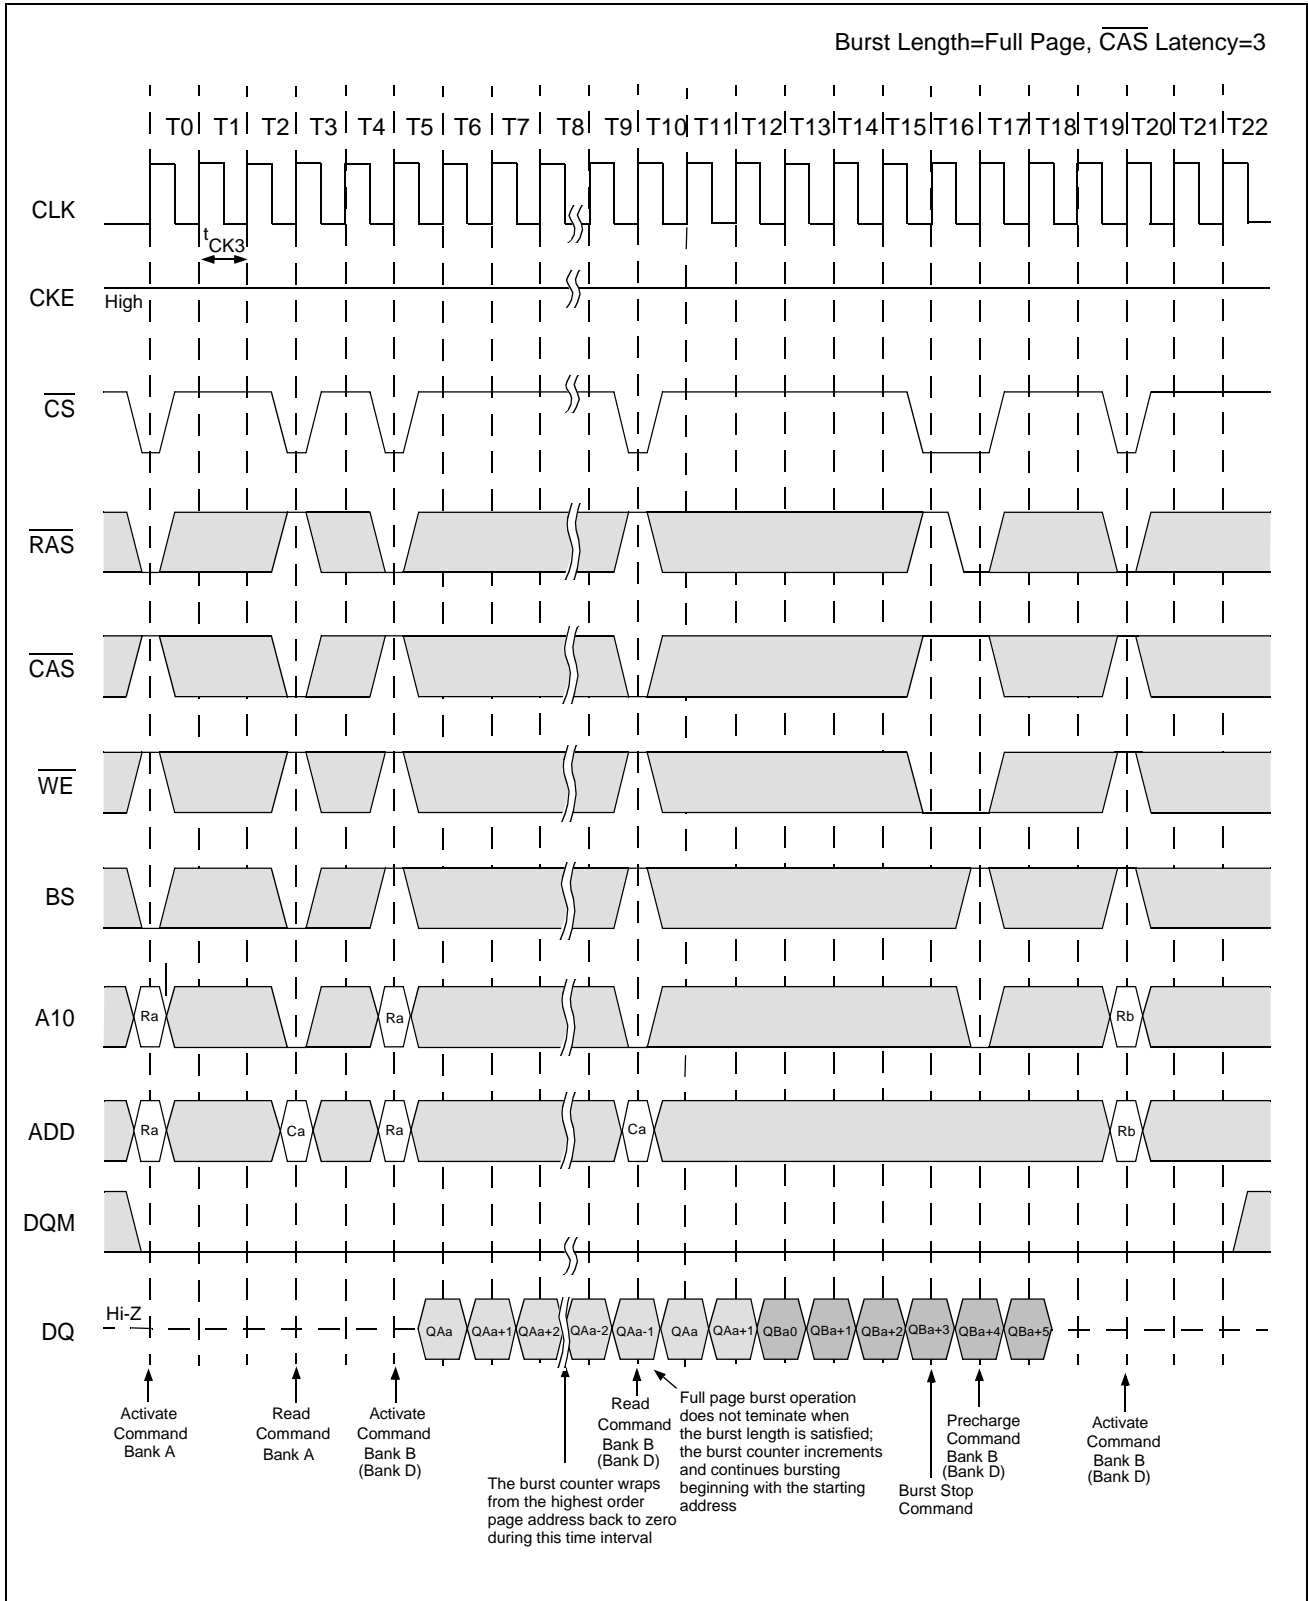 Burst Length=Full Page, CAS Latency=3
T0 T1 T2 T3 T4 T5 T6 T7 T8 T9 T10 T11 T12 T13 T14 T15 T16 T17 T18 T19 T20 T21 T22
CLK
tCK3
CKE
High
CS
RAS
CAS
WE
BS
A10
Ra
Ra
Rb
ADD
Ra
Ca
Ra
Ca
Rb
DQM
DQ
Hi-Z
QAa QAa+1 QAa+2 QAa-2 QAa-1 QAa QAa+1 QBa0 QBa+1 QBa+2 QBa+3 QBa+4 QBa+5
Activate
Command
Bank A
Read
Command
Bank A
Activate
Command
Bank B
(Bank D)
The burst counter wraps
from the highest order
page address back to zero
during this time interval
Read
Command
Bank B
(Bank D)
Full page burst operation
does not teminate when
the burst length is satisfied;
the burst counter increments
and continues bursting
beginning with the starting
address
Burst Stop
Command
Precharge
Command
Bank B
(Bank D)
Activate
Command
Bank B
(Bank D)